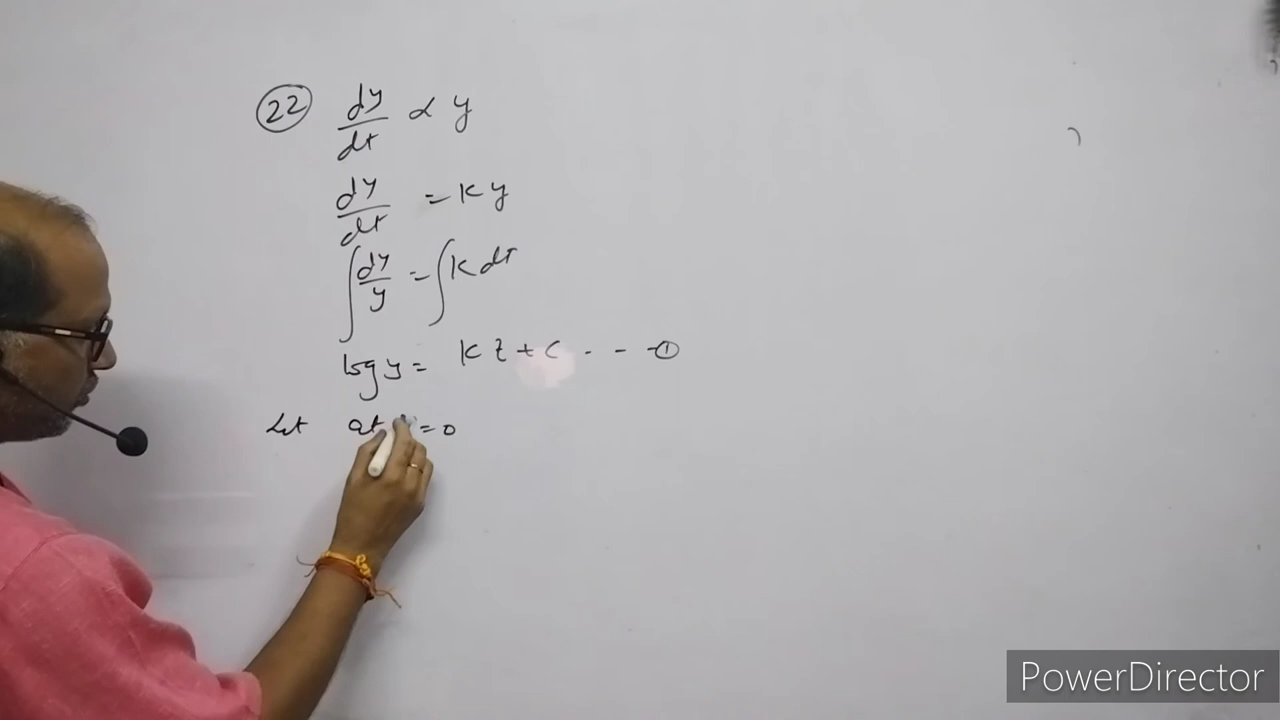 22 dy/dt ∝ y
dy/dt = Ky
∫ dy/y = ∫ K dt
log y = Kt + C - - - ①
Let at = 0
PowerDirector